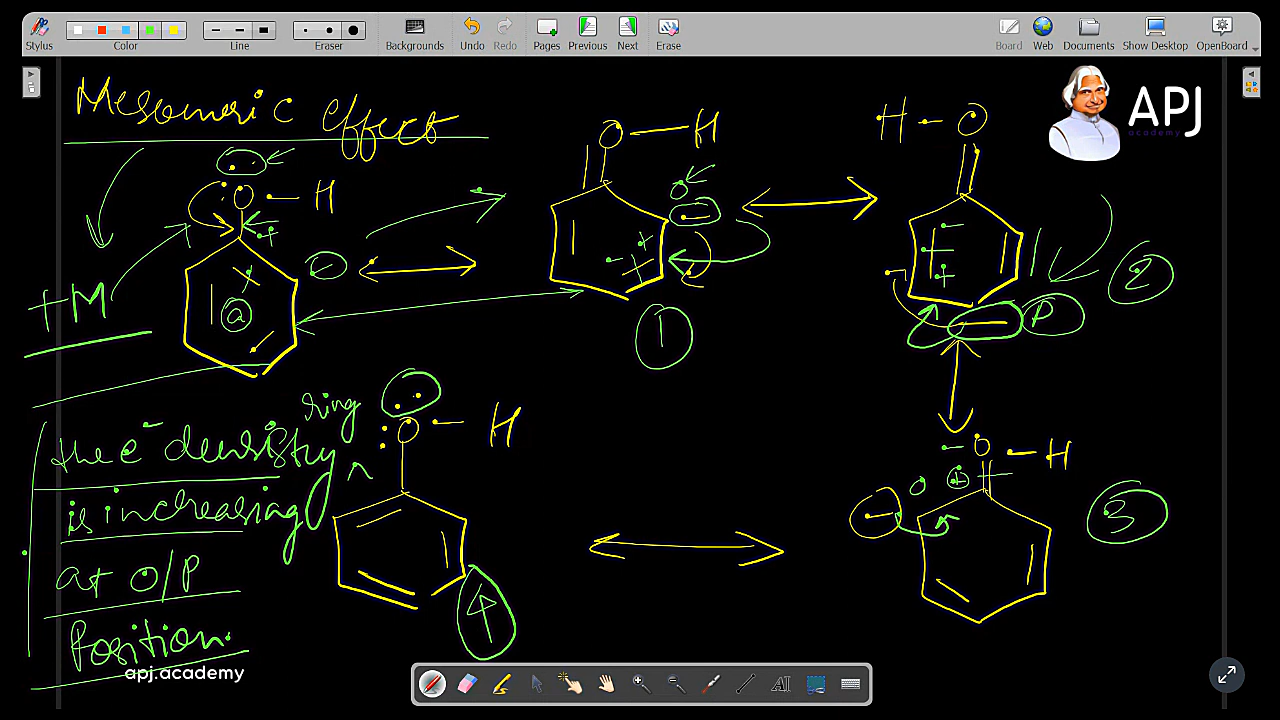 Stylus Color Line Eraser Backgrounds Undo Redo Pages Previous Next Erase Board Web Documents Show Desktop OpenBoard
Mesomeric effect
APJ
academy
+M
O - H
+
-
a
O - H
O
-
+
1
H - O
-
+
P
2
ring
O - H
the e- density ^
is increasing
at O/P
Position.
- O - H
O +
-
3
apj.academy
AI